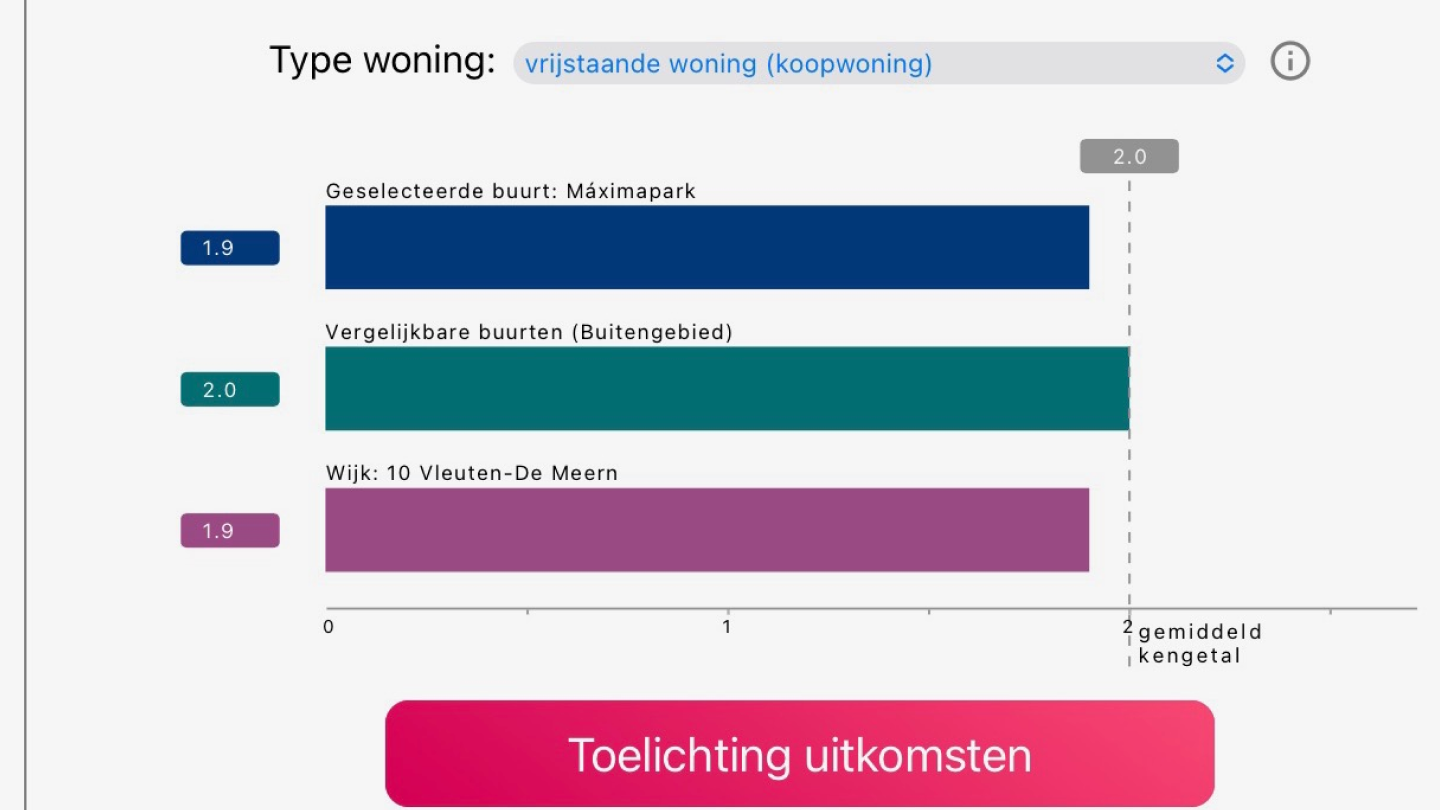 Type woning: vrijstaande woning (koopwoning)
2.0
Geselecteerde buurt: Máximapark
1.9
Vergelijkbare buurten (Buitengebied)
2.0
Wijk: 10 Vleuten-De Meern
1.9
0 1 2 gemiddeld
kengetal
Toelichting uitkomsten